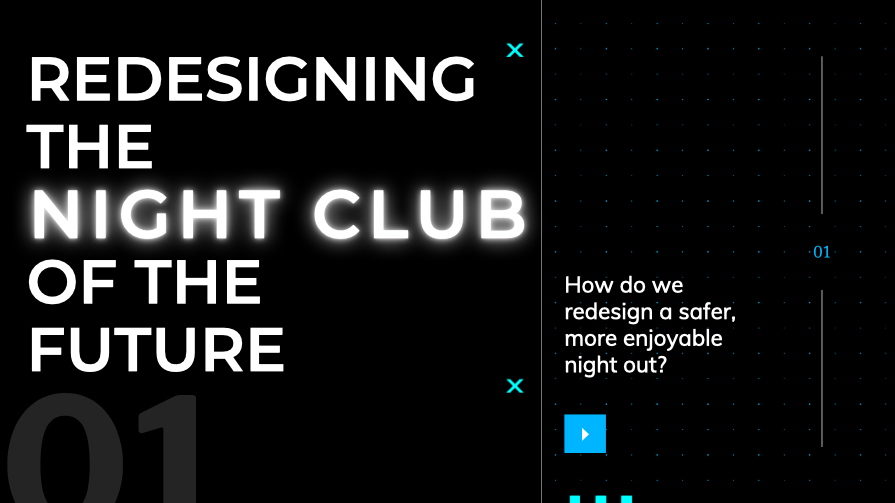 REDESIGNING
THE
NIGHT CLUB
OF THE
FUTURE
01
How do we
redesign a safer,
more enjoyable
night out?
01